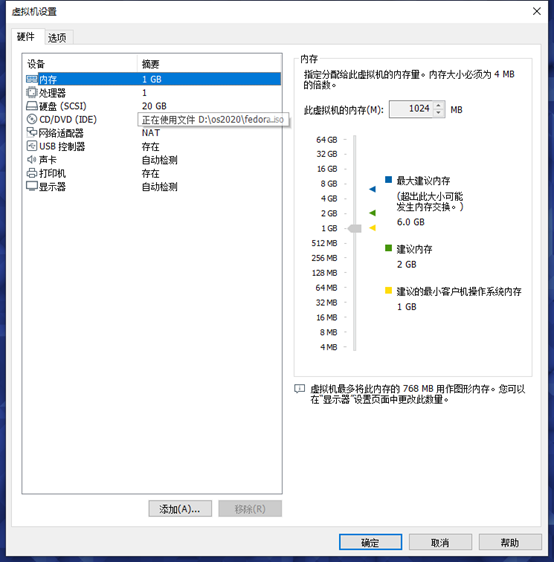 虚拟机设置
硬件 选项
设备 摘要
内存 1 GB
处理器 1
硬盘 (SCSI) 20 GB
CD/DVD (IDE) 正在使用文件 D:\os2020\fedora.iso
网络适配器 NAT
USB 控制器 存在
声卡 自动检测
打印机 存在
显示器 自动检测
添加(A)... 移除(R)
内存
指定分配给此虚拟机的内存量。内存大小必须为 4 MB
的倍数。
此虚拟机的内存(M): 1024 MB
64 GB
32 GB
16 GB
8 GB
4 GB
2 GB
1 GB
512 MB
256 MB
128 MB
64 MB
32 MB
16 MB
8 MB
4 MB
最大建议内存
(超出此大小可能
发生内存交换。)
6.0 GB
建议内存
2 GB
建议的最小客户机操作系统内存
1 GB
虚拟机最多将此内存的 768 MB 用作图形内存。您可以
在"显示器"设置页面中更改此数量。
确定 取消 帮助